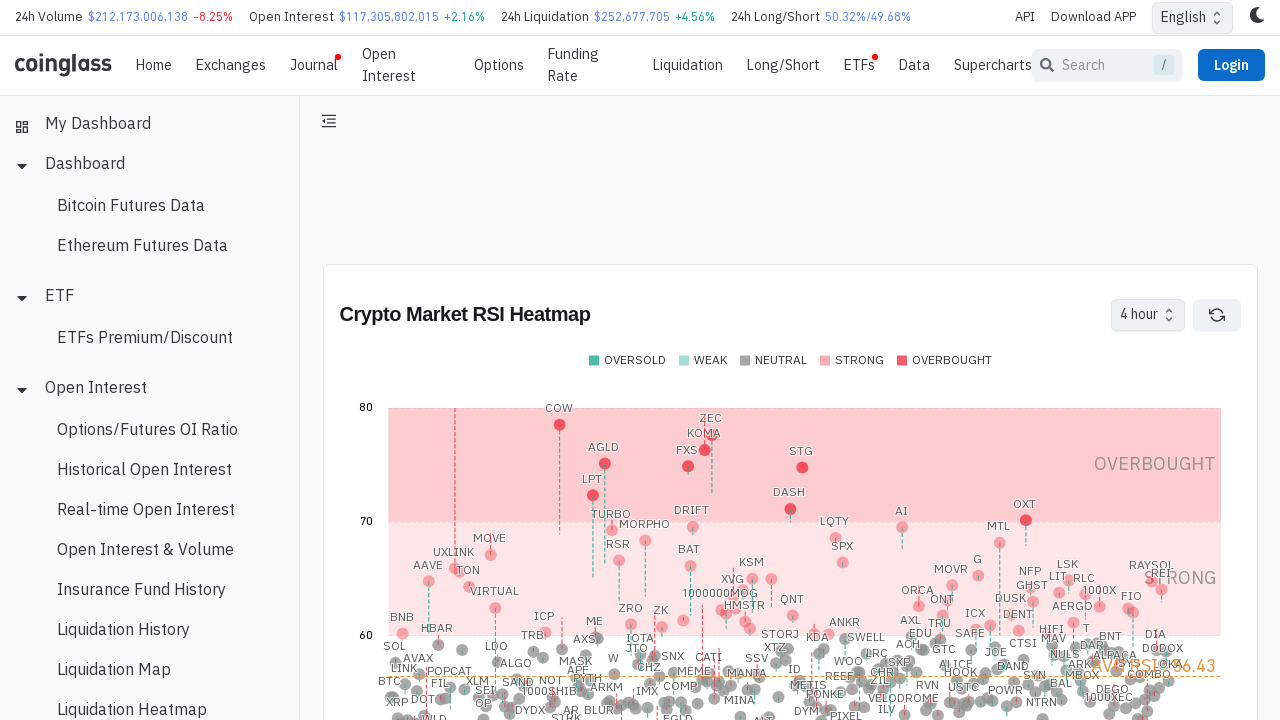 24h Volume $212,173,006,138 -8.25% Open Interest $117,305,802,015 +2.16% 24h Liquidation $252,677,705 +4.56% 24h Long/Short 50.32%/49.68% API Download APP English
coinglass Home Exchanges Journal Open Interest Options Funding Rate Liquidation Long/Short ETFs Data Supercharts Search / Login
My Dashboard
Dashboard
Bitcoin Futures Data
Ethereum Futures Data
ETF
ETFs Premium/Discount
Open Interest
Options/Futures OI Ratio
Historical Open Interest
Real-time Open Interest
Open Interest & Volume
Insurance Fund History
Liquidation History
Liquidation Map
Liquidation Heatmap
Crypto Market RSI Heatmap
4 hour
OVERSOLD WEAK NEUTRAL STRONG OVERBOUGHT
80
COW
ZEC
KOMA
AGLD
FXS
STG
OVERBOUGHT
LPT
DASH
TURBO
DRIFT
AI
OXT
70
MORPHO
LQTY
MTL
MOVE
RSR
BAT
SPX
UXLINK
AAVE
TON
KSM
G
LSK
RAYSOL
MOVR
NFP
LIT
RLC
REI
STRONG
XVG
VIRTUAL
1000000MOG
ORCA
GHST
1000X
QNT
ONT
DUSK
FIO
HMSTR
AERGO
BNB
ICP
ZRO
ZK
ICX
DENT
ME
ANKR
AXL
TRU
HBAR
T
HIFI
60
TRB
STORJ
KDA
EDU
SAFE
DIA
AXS
IOTA
SWELL
MAV
BNT
SOL
LDO
JTO
XTZ
ACH
GTC
JOE
CTSI
DAR
DODOX
AVAX
W
SNX
CATI
SSV
LRC
NULS
ALPACA
LINK
ALGO
MASK
CHZ
WOO
ALICE
BAND
ARK
AVG RSI: 56.43
POPCAT
MEME
MANTA
ID
CHR
HOOK
SYN
MBOX
COMBO
BTC
FIL
XLM
SAND
NOT
PYTH
ARKM
COMP
METIS
REEF
ZIL
RVN
USTC
POWR
BAL
DEGO
XRP
DOT
SEI
OP
1000SHIB
IMX
MINA
VELODROME
NTRN
1000XEC
DYDX
AR
BLUR
DYM
ILV
PIXEL
WLD